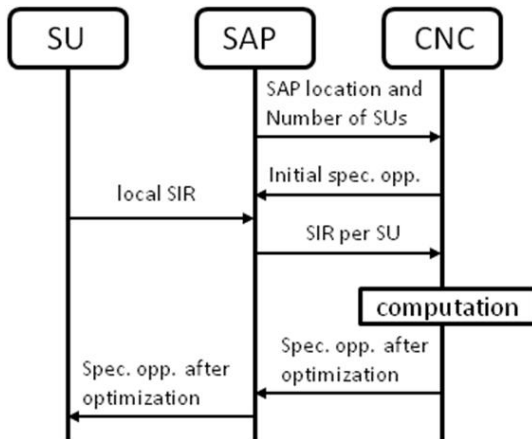 SU
SAP
CNC
SAP location and
Number of SUs
Initial spec. opp.
local SIR
SIR per SU
computation
Spec. opp. after
optimization
Spec. opp. after
optimization